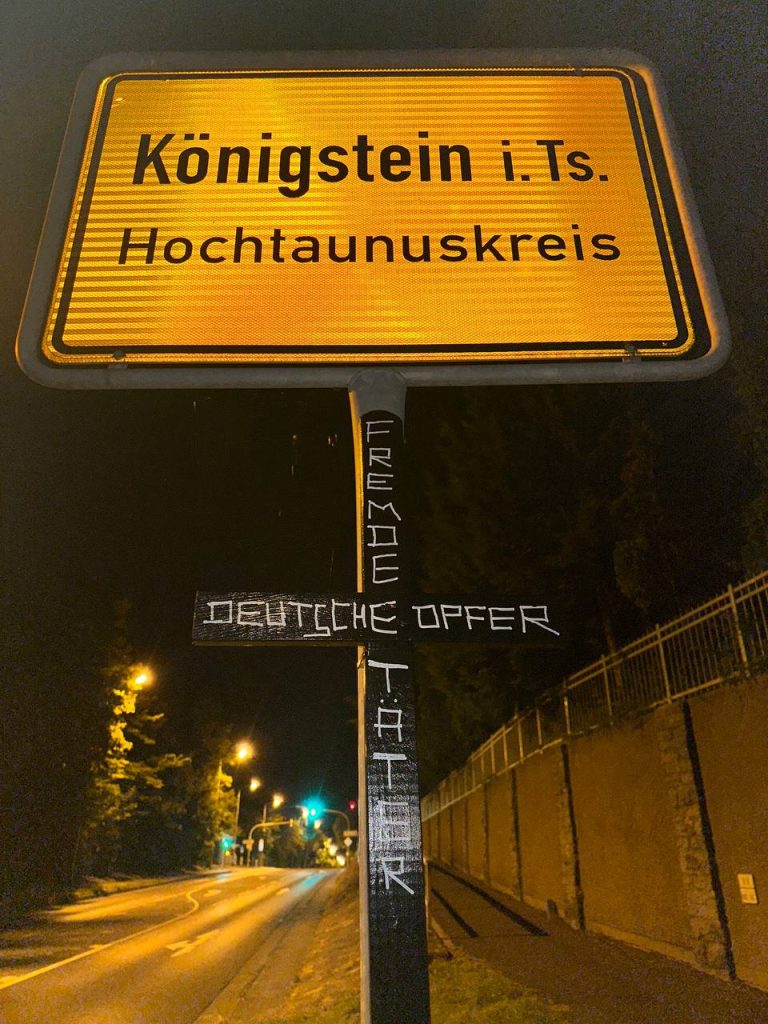 Königstein i. Ts.
Hochtaunuskreis
FREMDE TÄTER
DEUTSCHE OPFER